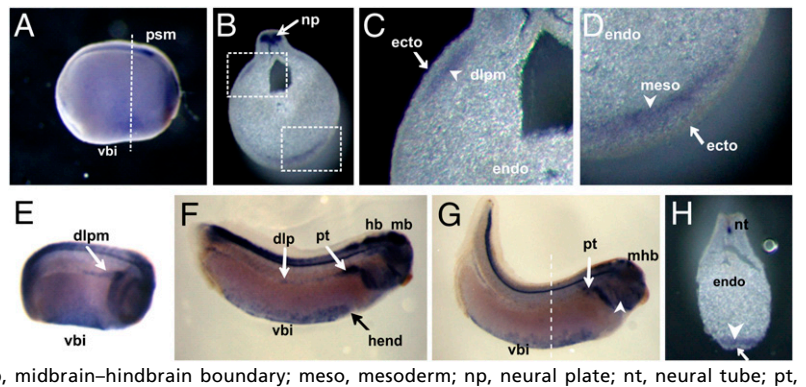 A
psm
vbi
B
np
C
ecto
dlpm
endo
D
endo
meso
ecto
E
dlpm
vbi
F
dlp
pt
hb
mb
vbi
hend
G
pt
mhb
vbi
H
nt
endo
midbrain–hindbrain boundary; meso, mesoderm; np, neural plate; nt, neural tube; pt,